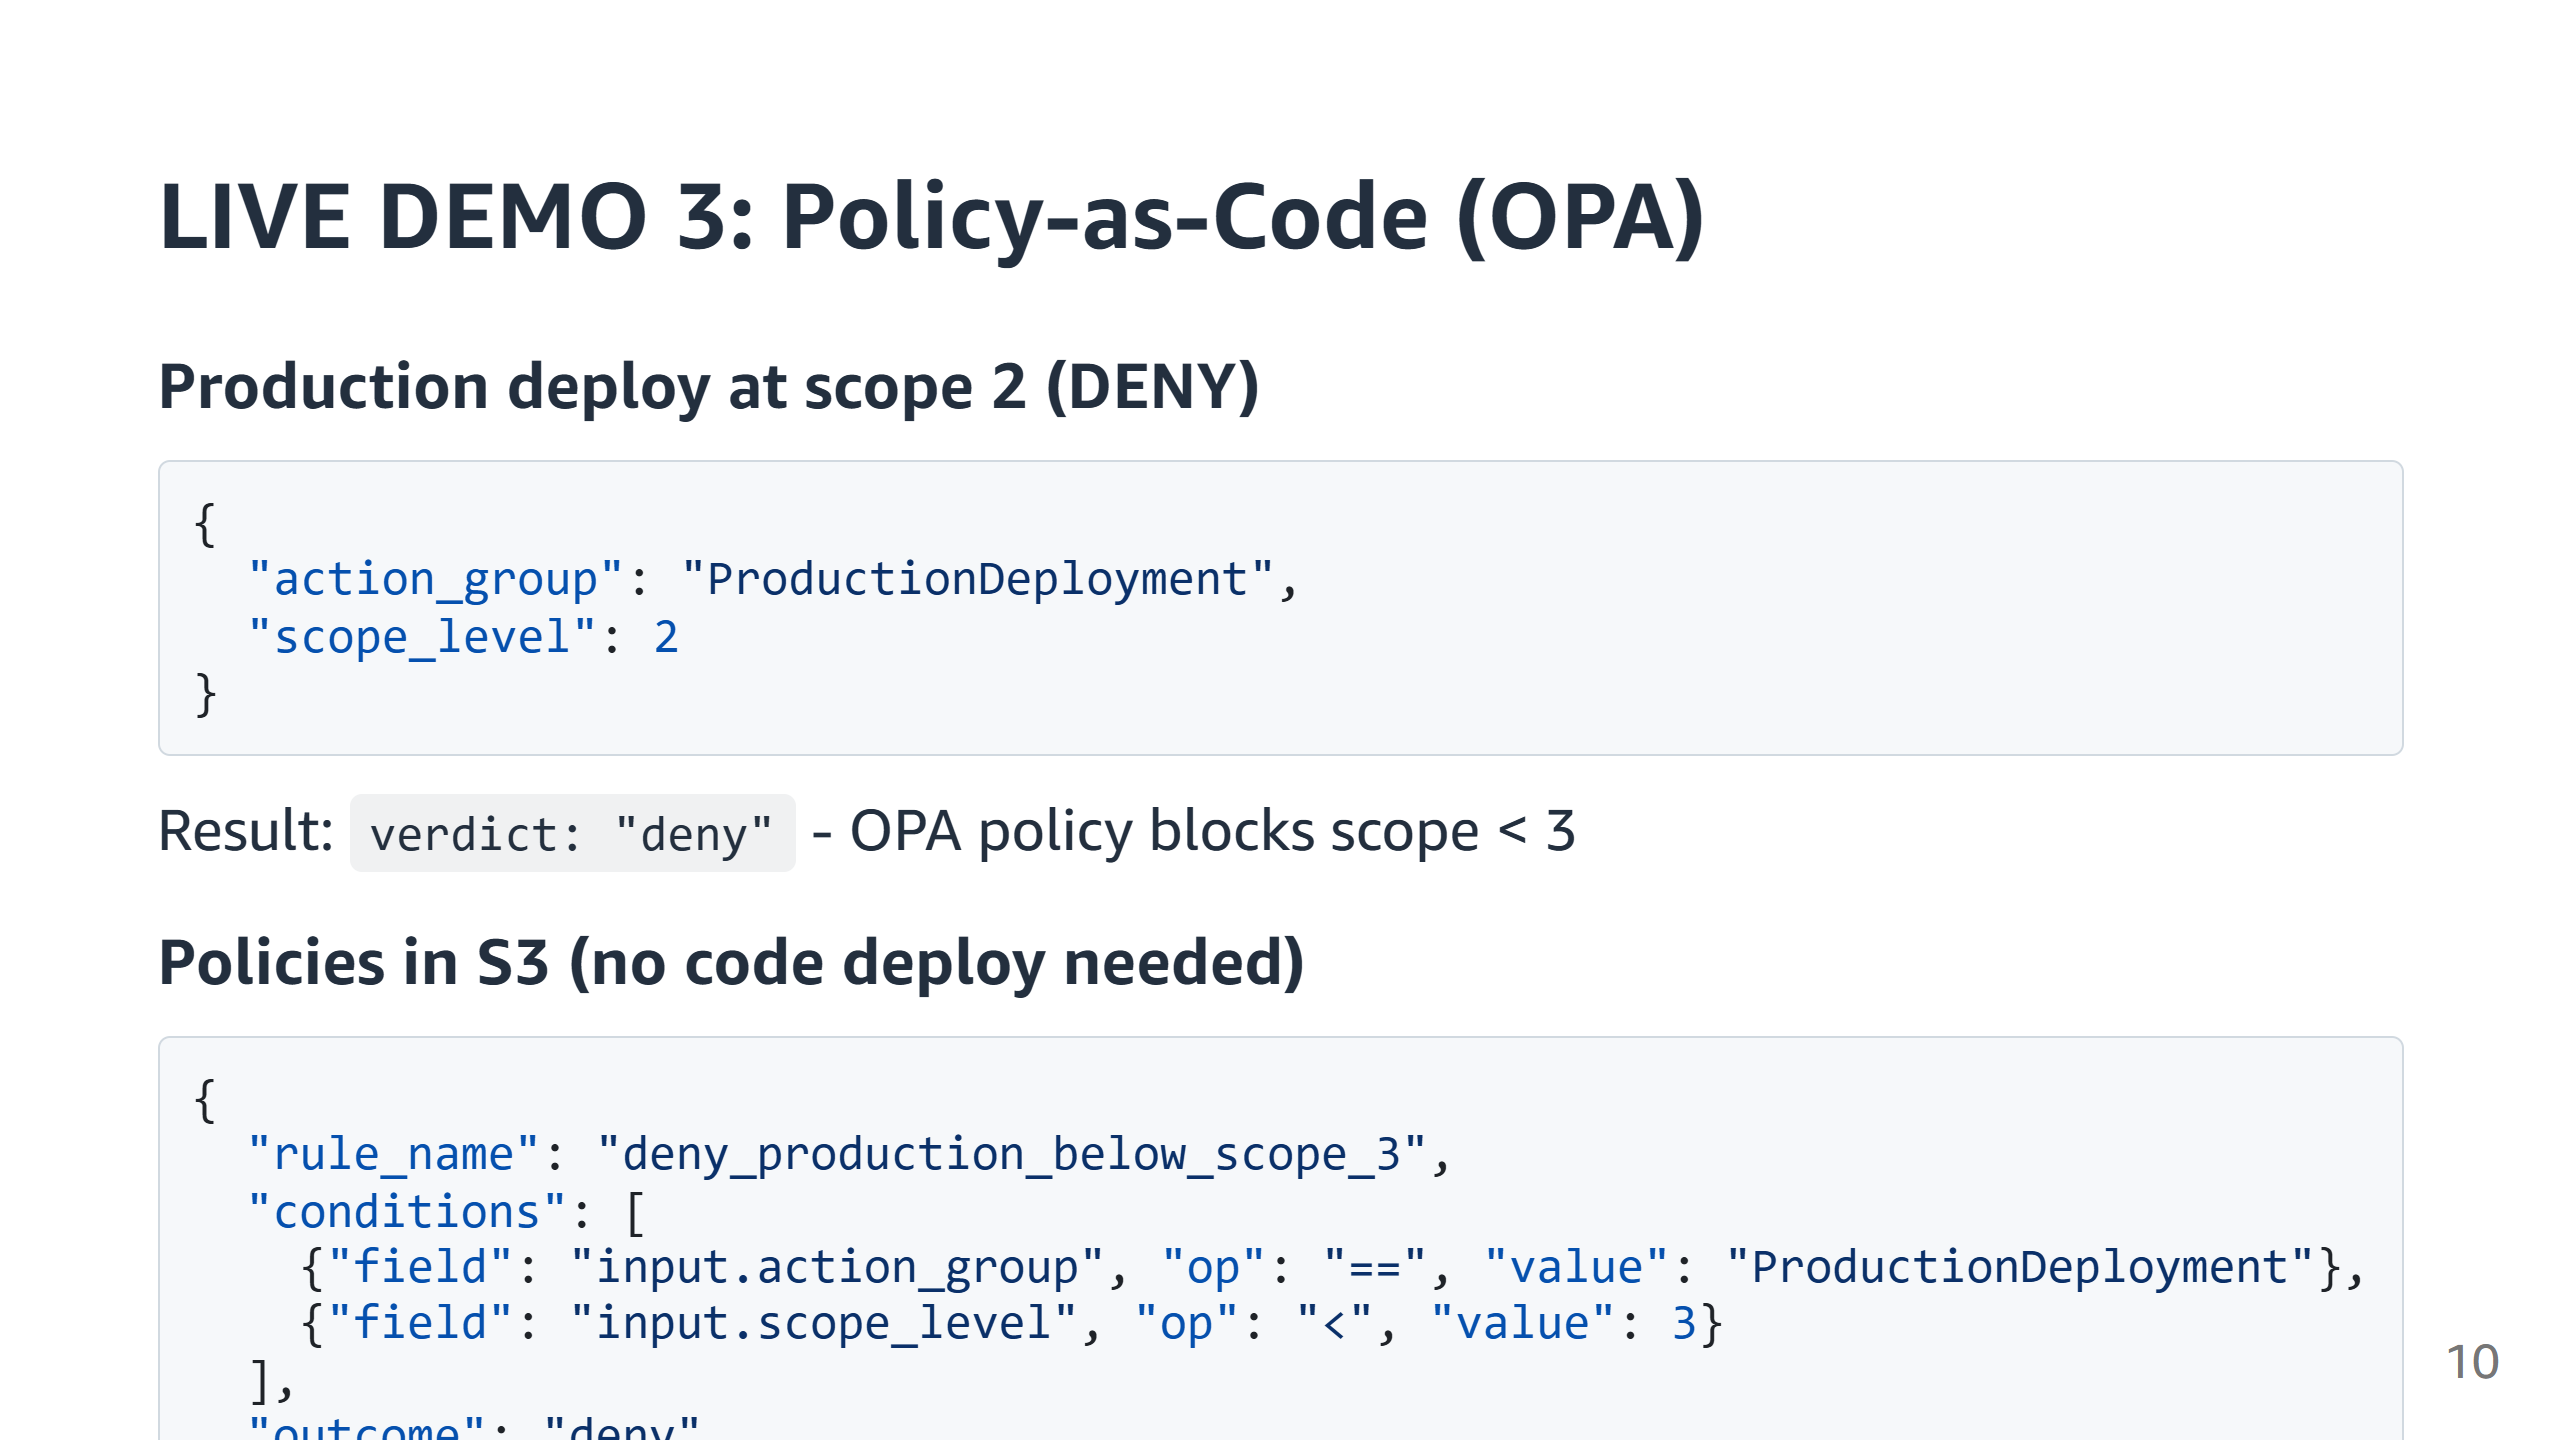 LIVE DEMO 3: Policy-as-Code (OPA)
Production deploy at scope 2 (DENY)
{
  "action_group": "ProductionDeployment",
  "scope_level": 2
}
Result: verdict: "deny" - OPA policy blocks scope < 3
Policies in S3 (no code deploy needed)
{
  "rule_name": "deny_production_below_scope_3",
  "conditions": [
    {"field": "input.action_group", "op": "==", "value": "ProductionDeployment"},
    {"field": "input.scope_level", "op": "<", "value": 3}
  ],
  "outcome": "deny"
10